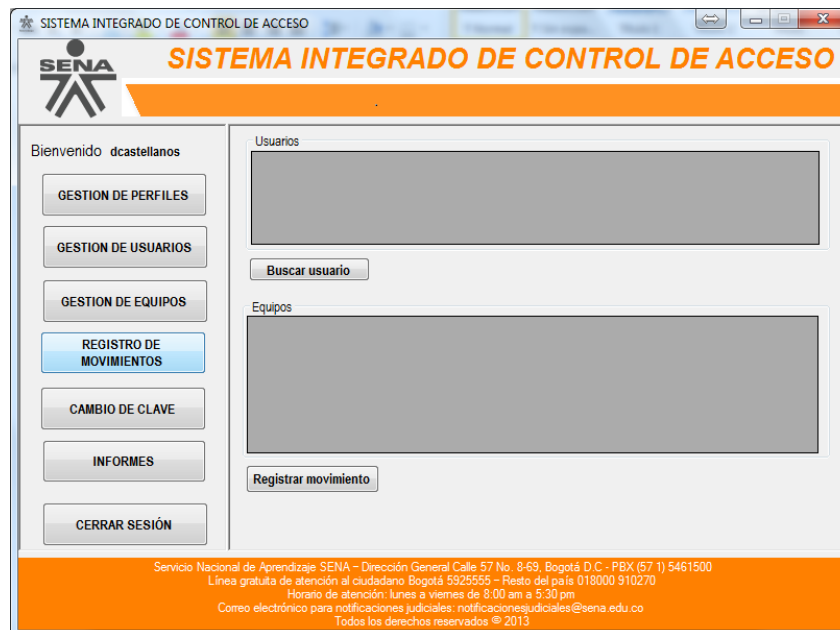 SISTEMA INTEGRADO DE CONTROL DE ACCESO
SENA
SISTEMA INTEGRADO DE CONTROL DE ACCESO
.
Bienvenido dcastellanos
GESTION DE PERFILES
GESTION DE USUARIOS
GESTION DE EQUIPOS
REGISTRO DE
MOVIMIENTOS
CAMBIO DE CLAVE
INFORMES
CERRAR SESIÓN
Usuarios
Buscar usuario
Equipos
Registrar movimiento
Servicio Nacional de Aprendizaje SENA – Dirección General Calle 57 No. 8-69, Bogotá D.C - PBX (57 1) 5461500
Línea gratuita de atención al ciudadano Bogotá 5925555 – Resto del país 018000 910270
Horario de atención: lunes a viernes de 8:00 am a 5:30 pm
Correo electrónico para notificaciones judiciales: notificacionesjudiciales@sena.edu.co
Todos los derechos reservados © 2013